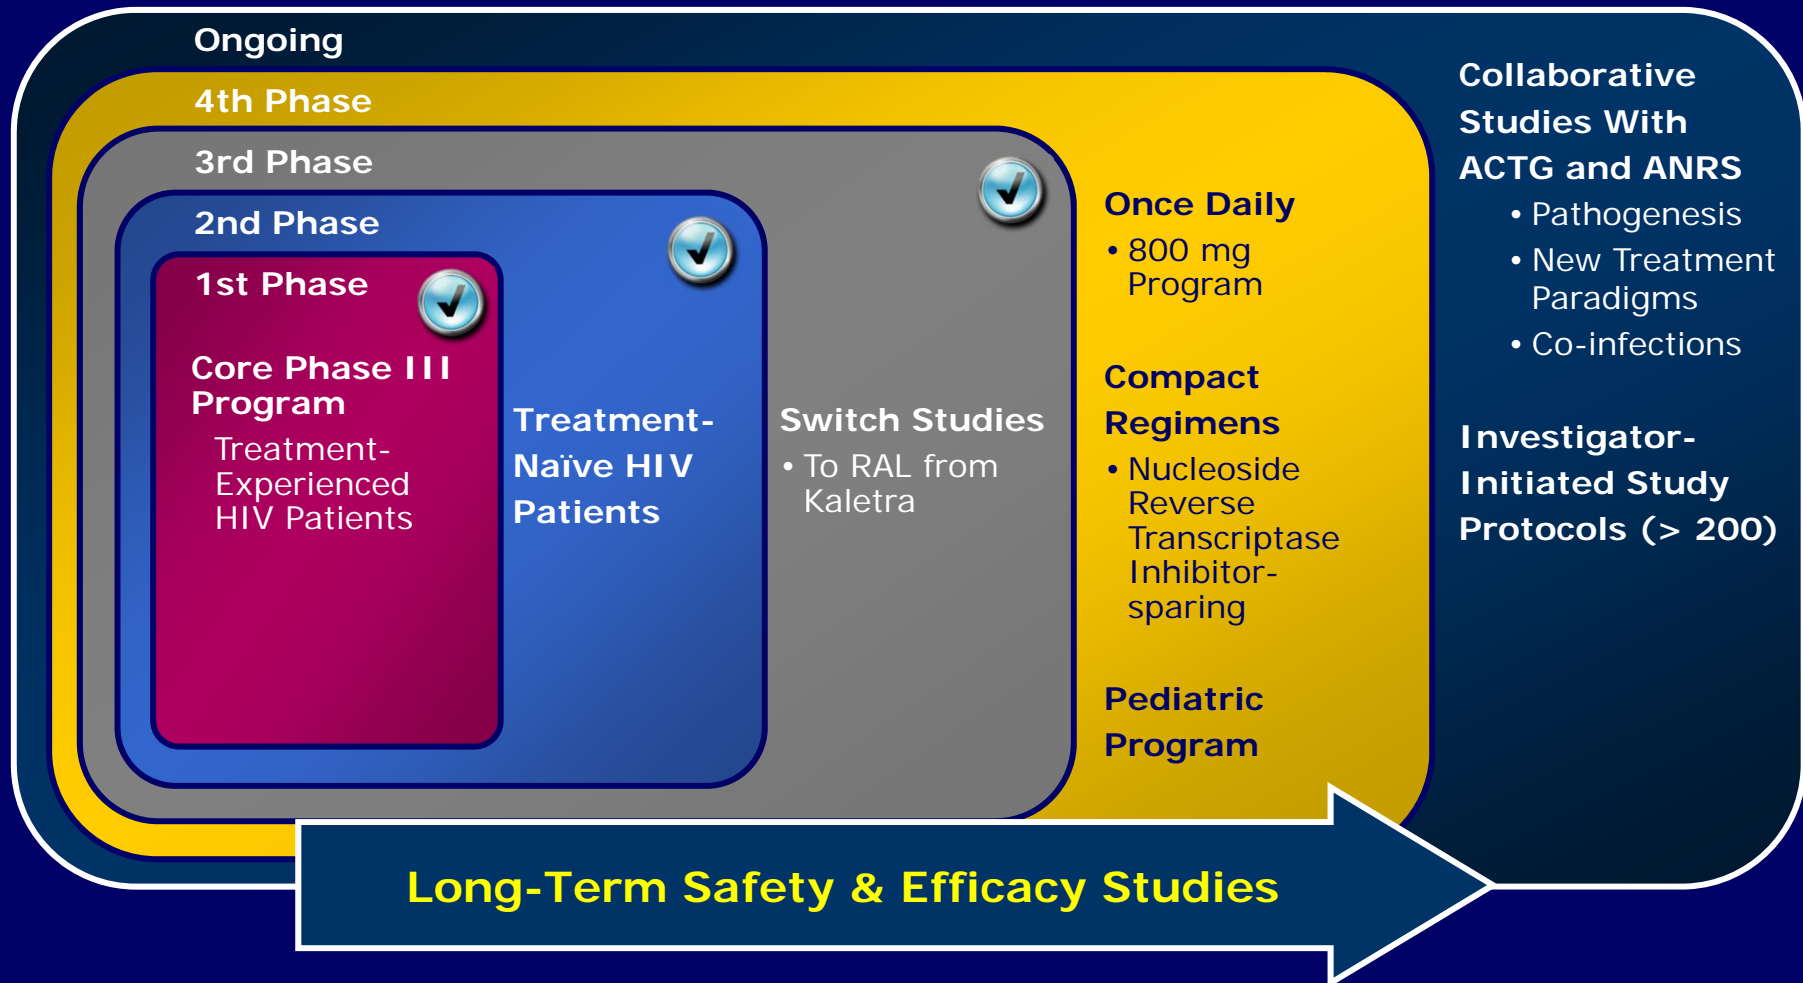 Ongoing
4th Phase
3rd Phase
2nd Phase
1st Phase
Core Phase III
Program
Treatment-
Experienced
HIV Patients
Treatment-
Naïve HIV
Patients
Switch Studies
• To RAL from
Kaletra
Once Daily
• 800 mg
Program
Compact
Regimens
• Nucleoside
Reverse
Transcriptase
Inhibitor-
sparing
Pediatric
Program
Collaborative
Studies With
ACTG and ANRS
• Pathogenesis
• New Treatment
Paradigms
• Co-infections
Investigator-
Initiated Study
Protocols (> 200)
Long-Term Safety & Efficacy Studies